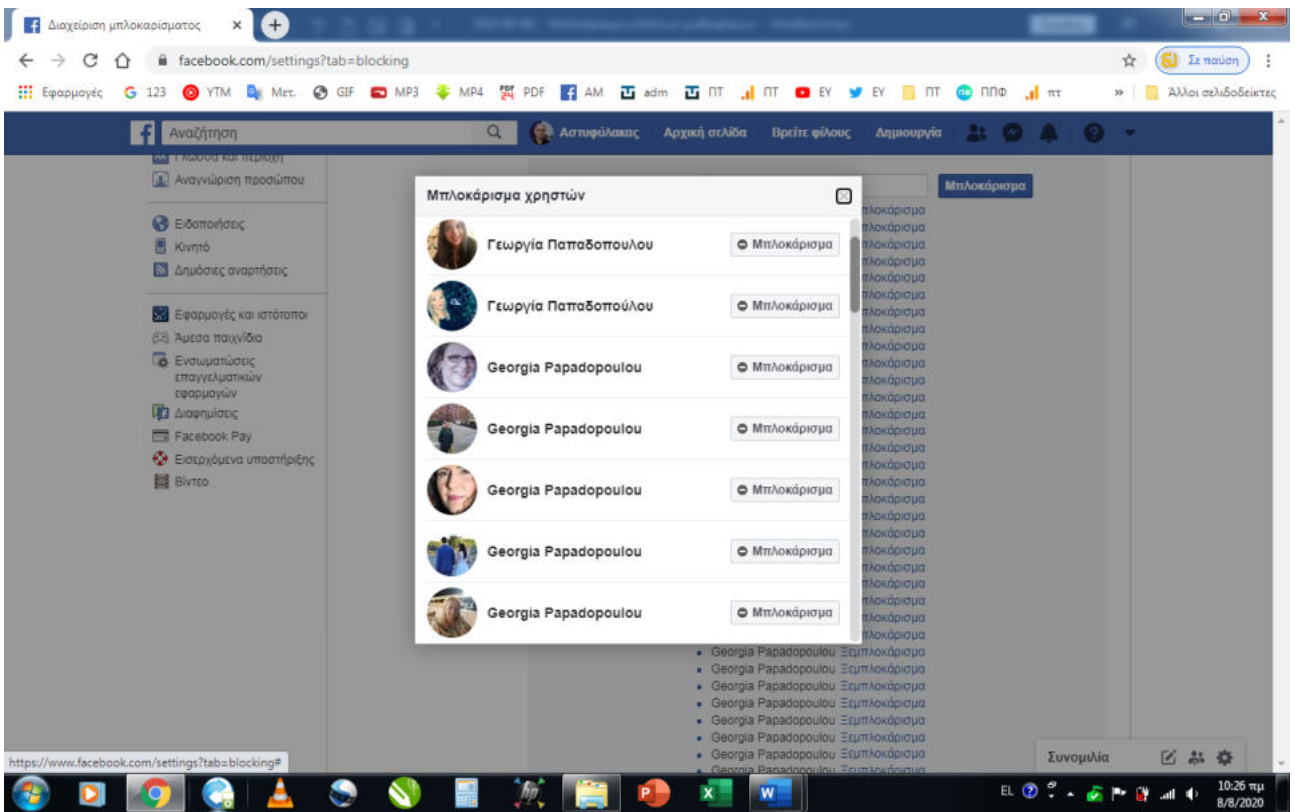 Διαχείριση μπλοκαρίσματος
facebook.com/settings?tab=blocking
Σε παύση
Εφαρμογές 123 YTM Μετ. GIF MP3 MP4 PDF AM adm ΠΤ ΠΤ ΕΥ ΕΥ ΠΤ ΠΠΦ πτ » Άλλοι σελιδοδείκτες
Αναζήτηση Αστυφύλακας Αρχική σελίδα Βρείτε φίλους Δημιουργία
Γλώσσα και περιοχή
Αναγνώριση προσώπου
Ειδοποιήσεις
Κινητό
Δημόσιες αναρτήσεις
Εφαρμογές και ιστότοποι
Άμεσα παιχνίδια
Ενσωματώσεις
επαγγελματικών
εφαρμογών
Διαφημίσεις
Facebook Pay
Εισερχόμενα υποστήριξης
Βίντεο
Μπλοκάρισμα χρηστών
Μπλοκάρισμα
Γεωργία Παπαδοπουλου Μπλοκάρισμα
Γεωργία Παπαδοπούλου Μπλοκάρισμα
Georgia Papadopoulou Μπλοκάρισμα
Georgia Papadopoulou Μπλοκάρισμα
Georgia Papadopoulou Μπλοκάρισμα
Georgia Papadopoulou Μπλοκάρισμα
Georgia Papadopoulou Μπλοκάρισμα
Georgia Papadopoulou Ξεμπλοκάρισμα
Georgia Papadopoulou Ξεμπλοκάρισμα
Georgia Papadopoulou Ξεμπλοκάρισμα
Georgia Papadopoulou Ξεμπλοκάρισμα
Georgia Papadopoulou Ξεμπλοκάρισμα
Georgia Papadopoulou Ξεμπλοκάρισμα
Georgia Papadopoulou Ξεμπλοκάρισμα
Georgia Papadopoulou Ξεμπλοκάρισμα
Συνομιλία
https://www.facebook.com/settings?tab=blocking#
EL
10:26 πμ
8/8/2020